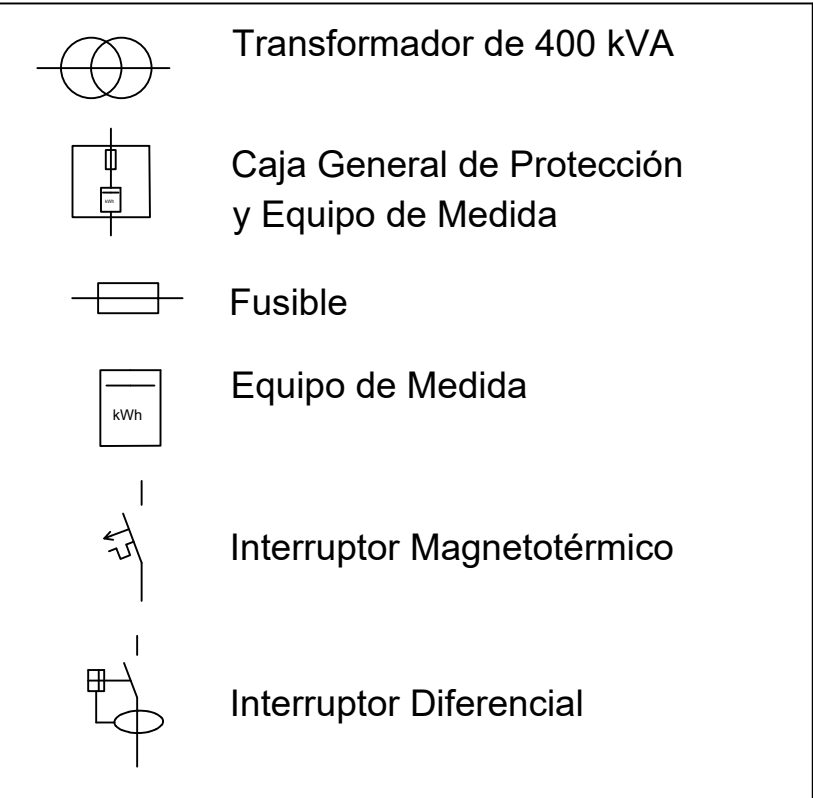 Transformador de 400 kVA
Caja General de Protección
y Equipo de Medida
kWh
Fusible
Equipo de Medida
kWh
Interruptor Magnetotérmico
Interruptor Diferencial